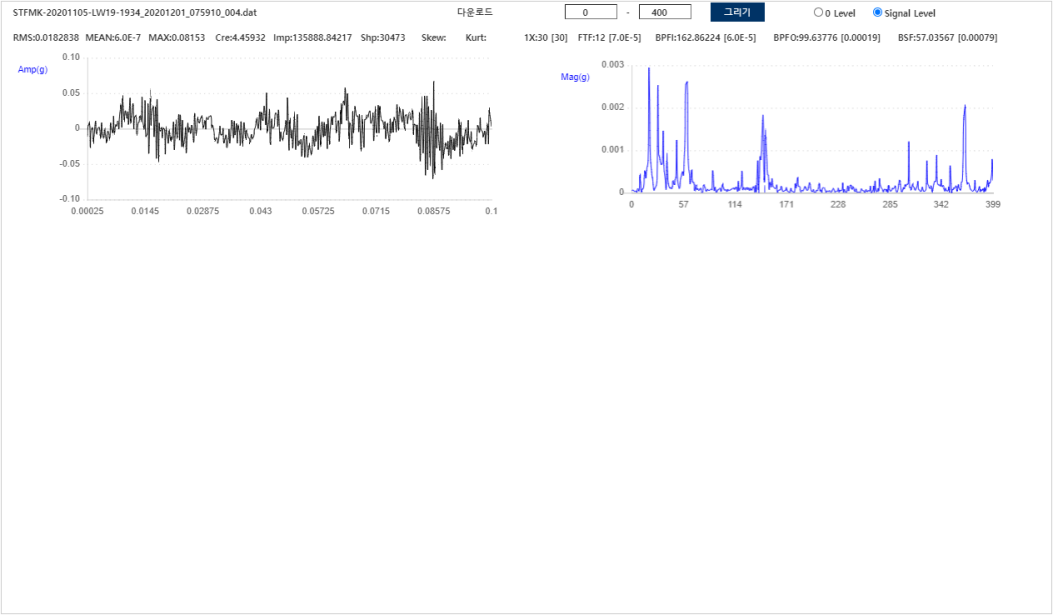 STFMK-20201105-LW19-1934_20201201_075910_004.dat 다운로드 0 - 400 그리기 0 Level Signal Level
RMS:0.0182838 MEAN:6.0E-7 MAX:0.08153 Cre:4.45932 Imp:135888.84217 Shp:30473 Skew: Kurt: 1X:30 [30] FTF:12 [7.0E-5] BPFI:162.86224 [6.0E-5] BPFO:99.63776 [0.00019] BSF:57.03567 [0.00079]
Amp(g)
0.10
0.05
0
-0.05
-0.10
0.00025 0.0145 0.02875 0.043 0.05725 0.0715 0.08575 0.1
Mag(g)
0.003
0.002
0.001
0
0 57 114 171 228 285 342 399